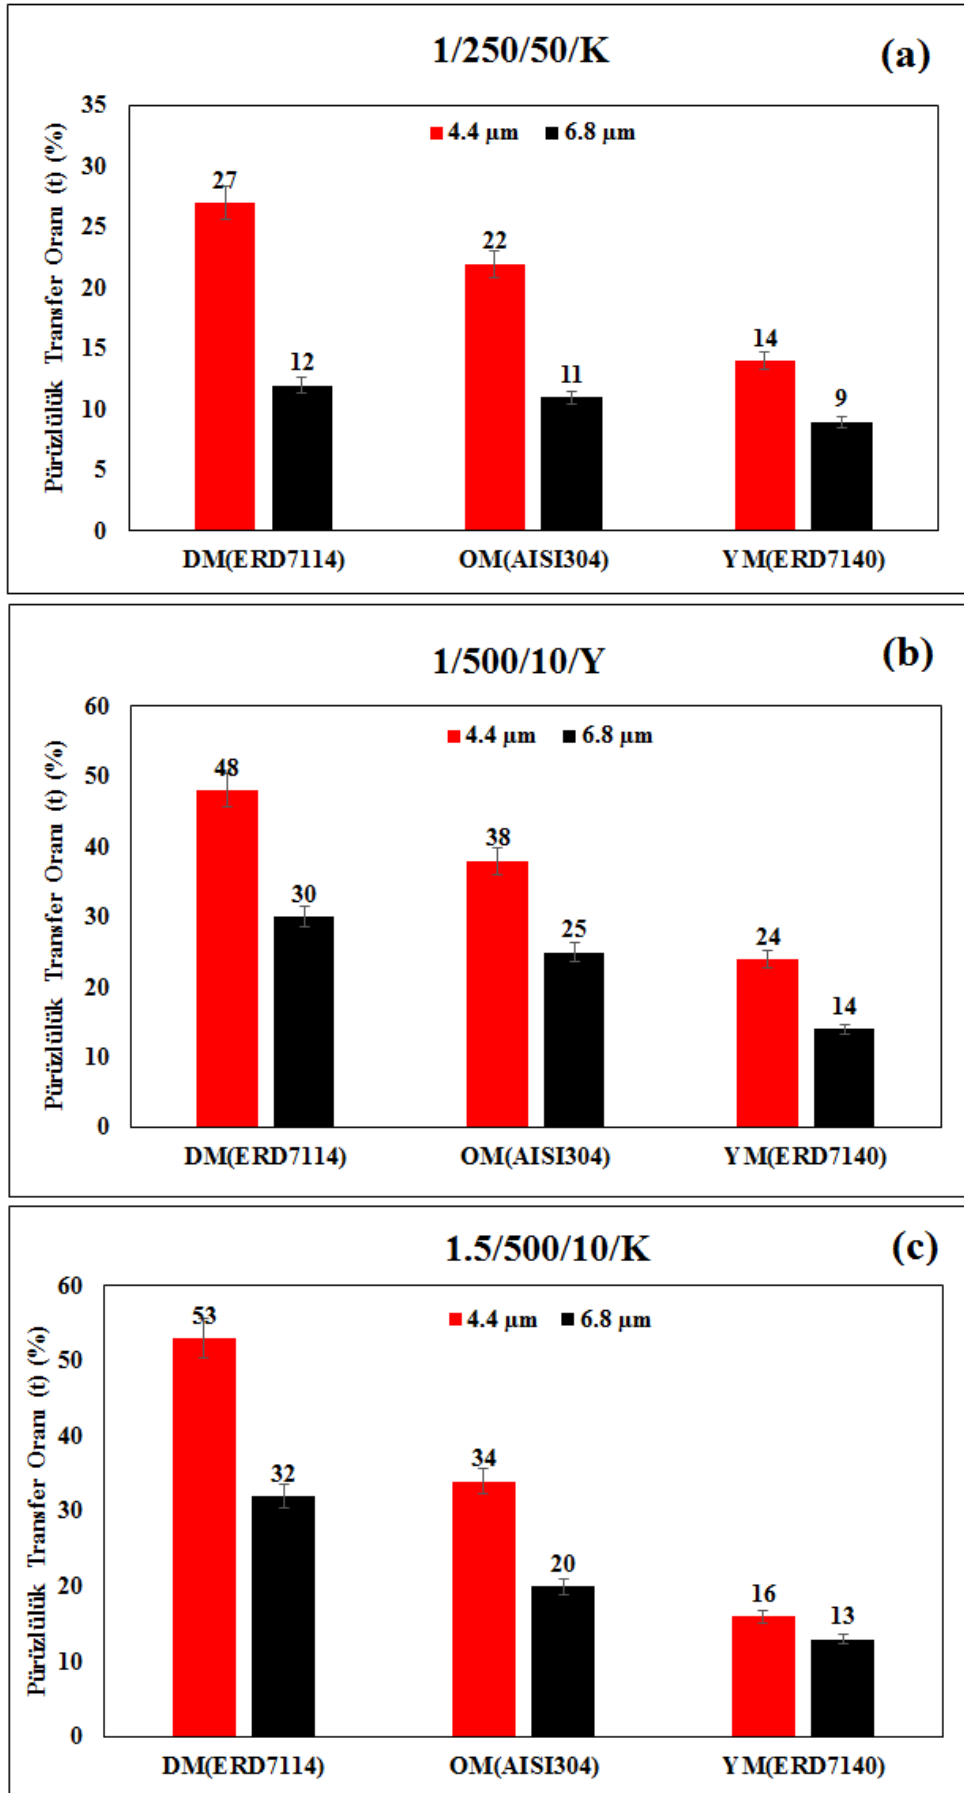 1/250/50/K
(a)
Pürüzlülük Transfer Oranı (t) (%)
4.4 µm 6.8 µm
35
30
25
20
15
10
5
0
27
12
22
11
14
9
DM(ERD7114) OM(AISI304) YM(ERD7140)
1/500/10/Y
(b)
Pürüzlülük Transfer Oranı (t) (%)
4.4 µm 6.8 µm
60
50
40
30
20
10
0
48
30
38
25
24
14
DM(ERD7114) OM(AISI304) YM(ERD7140)
1.5/500/10/K
(c)
Pürüzlülük Transfer Oranı (t) (%)
4.4 µm 6.8 µm
60
50
40
30
20
10
0
53
32
34
20
16
13
DM(ERD7114) OM(AISI304) YM(ERD7140)